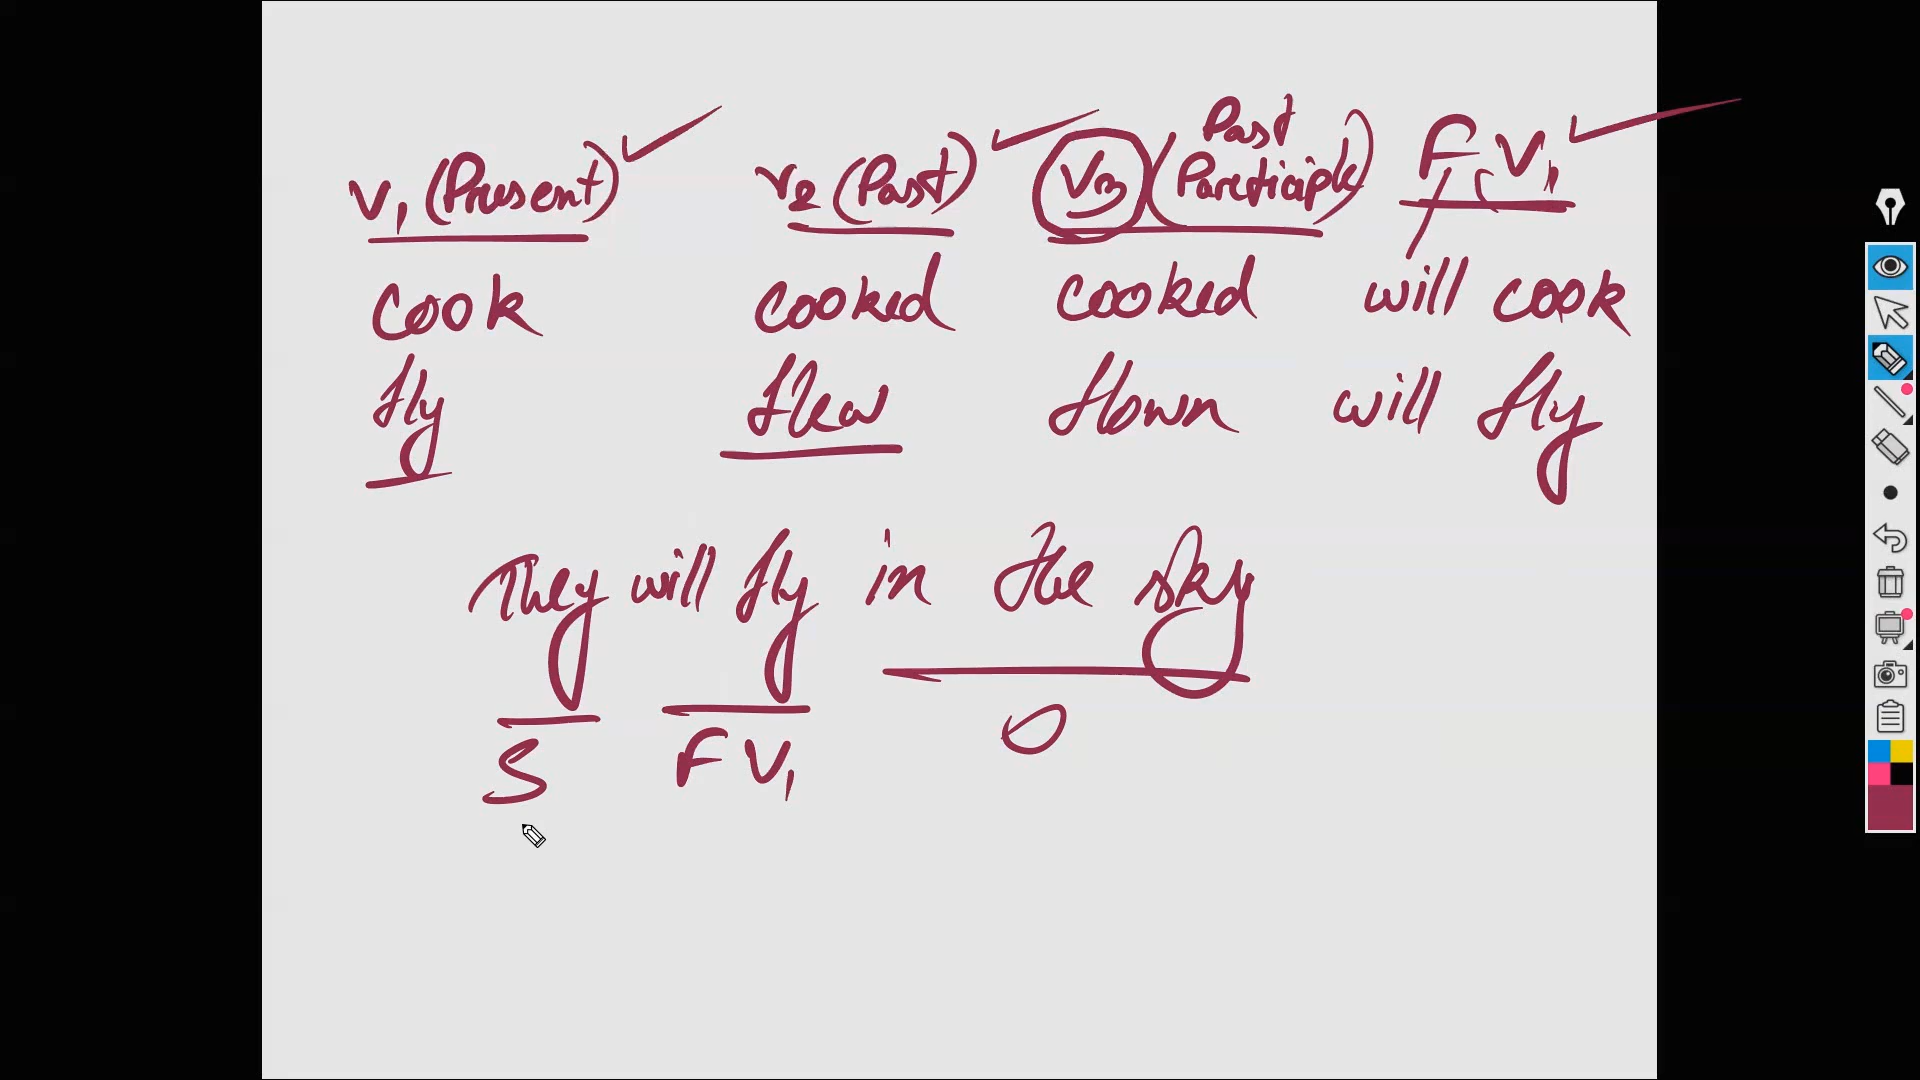 V1 (Present) V2 (Past) V3 (Past Participle) F V1
cook cooked cooked will cook
fly flew flown will fly
They will fly in the sky
S F V1 O